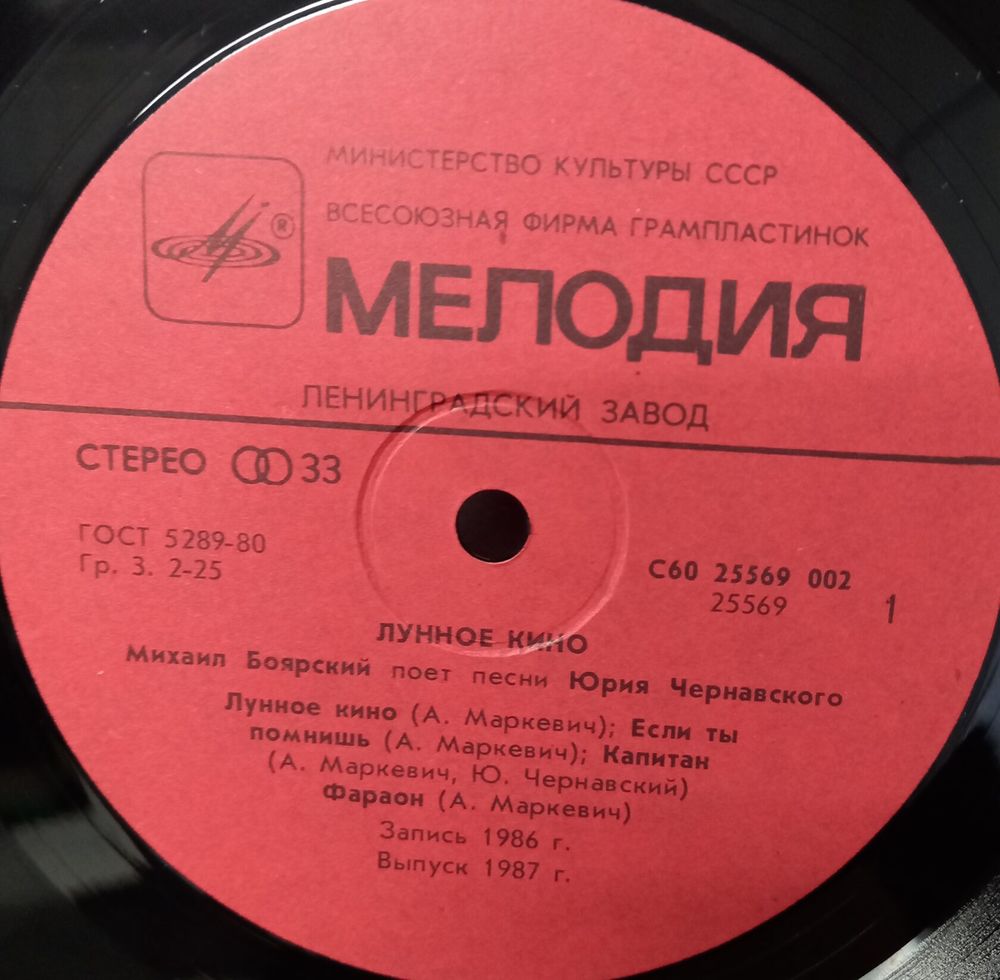 МИНИСТЕРСТВО КУЛЬТУРЫ СССР
ВСЕСОЮЗНАЯ ФИРМА ГРАМПЛАСТИНОК
®
МЕЛОДИЯ
ЛЕНИНГРАДСКИЙ ЗАВОД
СТЕРЕО 33
ГОСТ 5289-80
Гр. 3. 2-25
С60 25569 002
25569 1
ЛУННОЕ КИНО
Михаил Боярский поет песни Юрия Чернавского
Лунное кино (А. Маркевич); Если ты
помнишь (А. Маркевич); Капитан
(А. Маркевич, Ю. Чернавский)
Фараон (А. Маркевич)
Запись 1986 г.
Выпуск 1987 г.